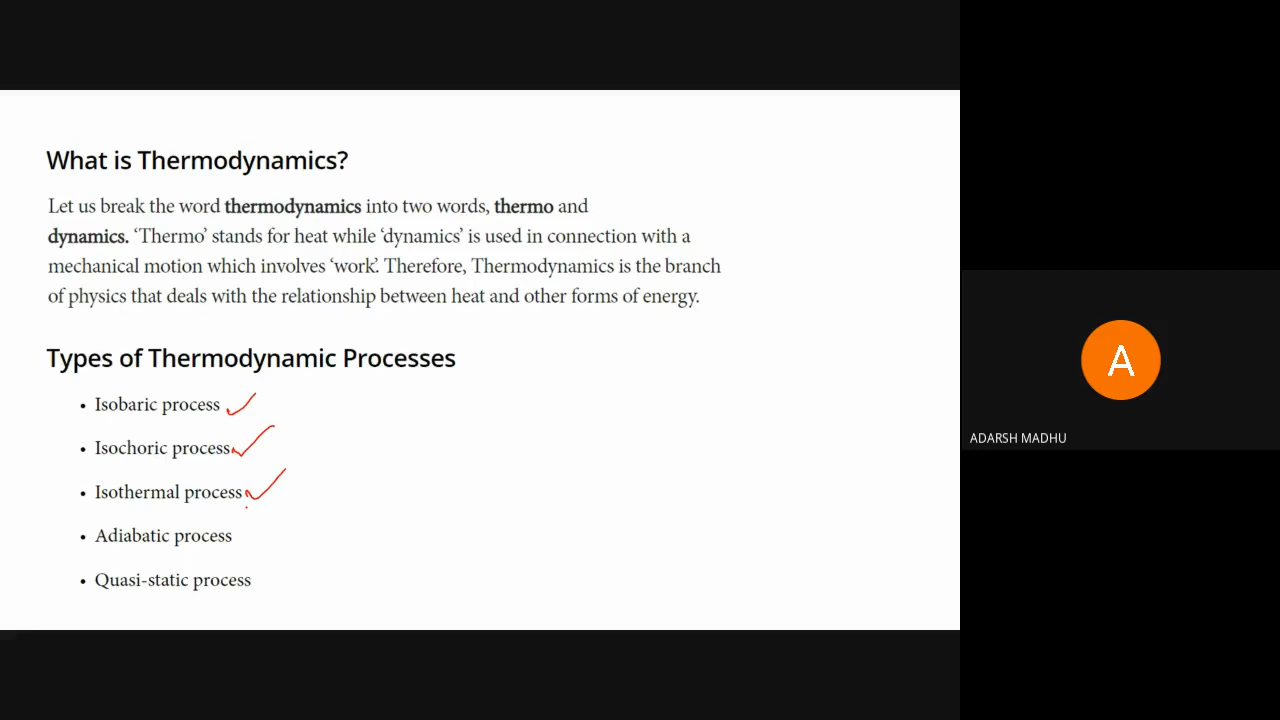 What is Thermodynamics?
Let us break the word thermodynamics into two words, thermo and
dynamics. ‘Thermo’ stands for heat while ‘dynamics’ is used in connection with a
mechanical motion which involves ‘work’. Therefore, Thermodynamics is the branch
of physics that deals with the relationship between heat and other forms of energy.
Types of Thermodynamic Processes
• Isobaric process
• Isochoric process
• Isothermal process
• Adiabatic process
• Quasi-static process
A
ADARSH MADHU